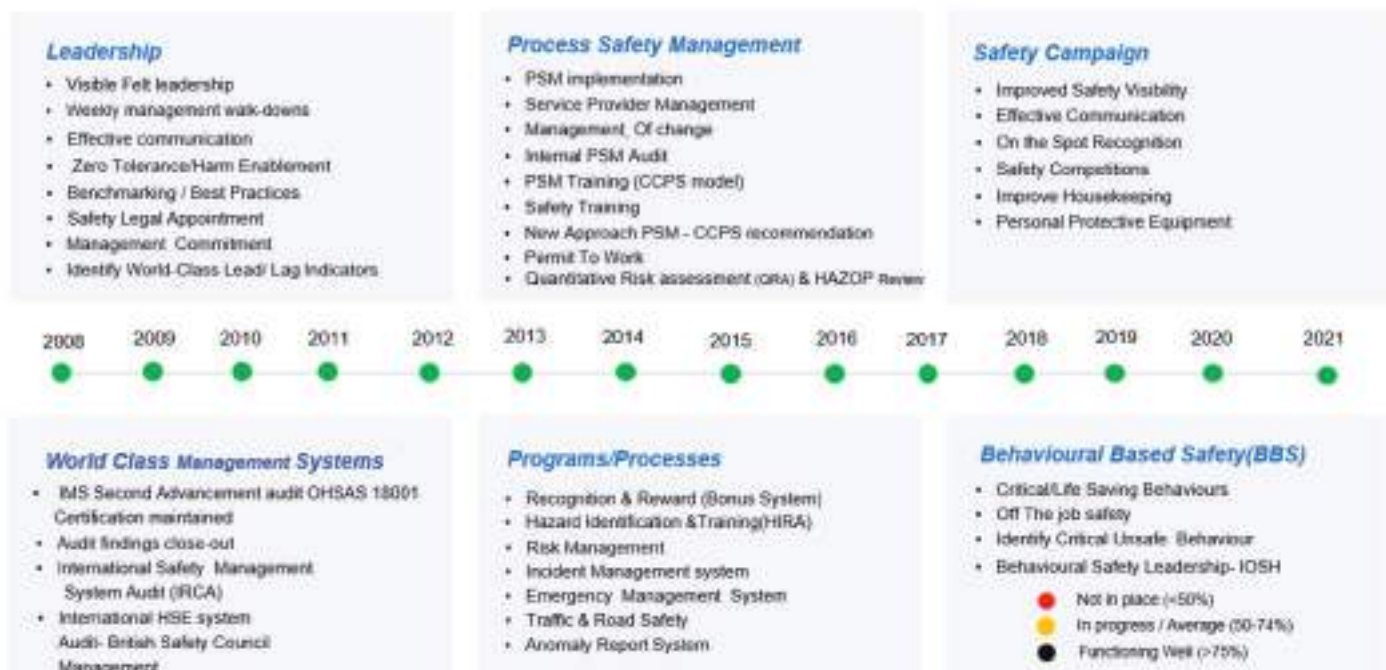 Leadership
• Visible Felt leadership
• Weekly management walk-downs
• Effective communication
• Zero Tolerance/Harm Enablement
• Benchmarking / Best Practices
• Safety Legal Appointment
• Management Commitment
• Identify World-Class Lead/ Lag Indicators
Process Safety Management
• PSM implementation
• Service Provider Management
• Management Of change
• Internal PSM Audit
• PSM Training (CCPS model)
• Safety Training
• New Approach PSM - CCPS recommendation
• Permit To Work
• Quantitative Risk assessment (QRA) & HAZOP Review
Safety Campaign
• Improved Safety Visibility
• Effective Communication
• On the Spot Recognition
• Safety Competitions
• Improve Housekeeping
• Personal Protective Equipment
2008 2009 2010 2011 2012 2013 2014 2015 2016 2017 2018 2019 2020 2021
World Class Management Systems
• IMS Second Advancement audit OHSAS 18001
Certification maintained
• Audit findings close-out
• International Safety Management
System Audit (IRCA)
• International HSE system
Audit- British Safety Council
Management
Programs/Processes
• Recognition & Reward (Bonus System)
• Hazard Identification &Training(HIRA)
• Risk Management
• Incident Management system
• Emergency Management System
• Traffic & Road Safety
• Anomaly Report System
Behavioural Based Safety(BBS)
• Critical/Life Saving Behaviours
• Off The job safety
• Identify Critical Unsafe Behaviour
• Behavioural Safety Leadership- IOSH
Not in place (<50%)
In progress / Average (50-74%)
Functioning Well (>75%)